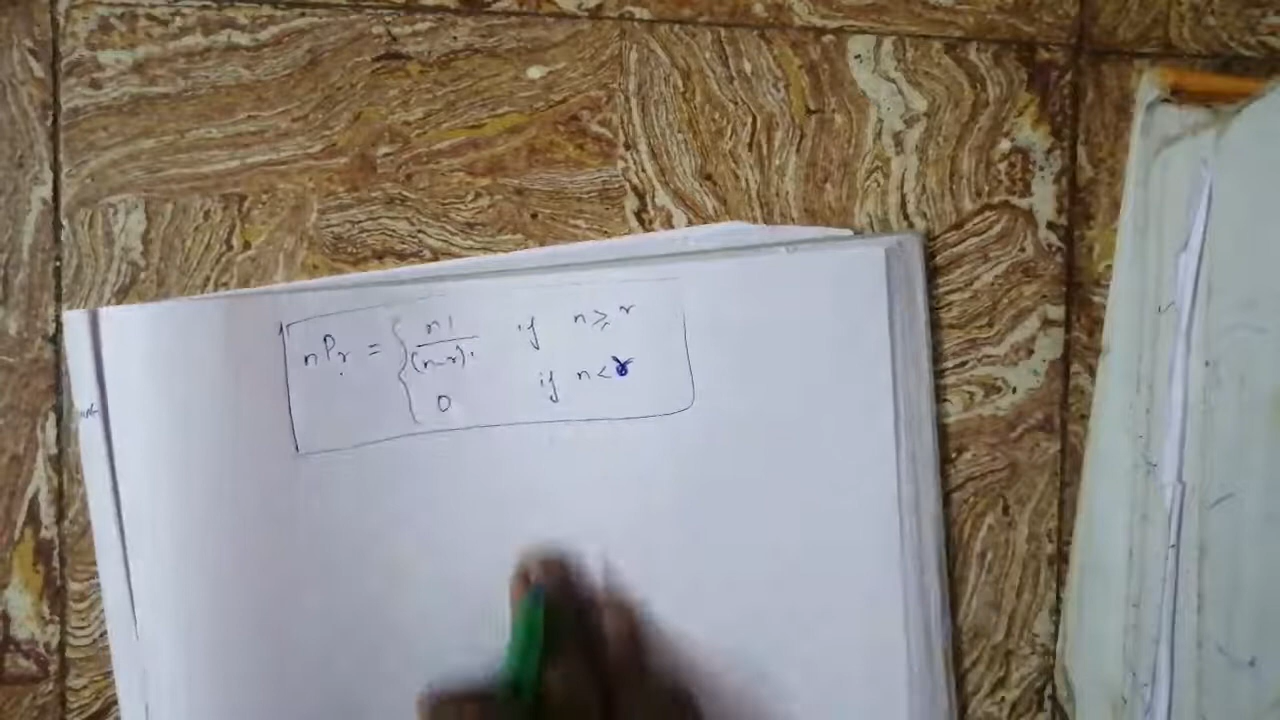 nPr = { n! / (n-r)! if n ≥ r
0 if n < r